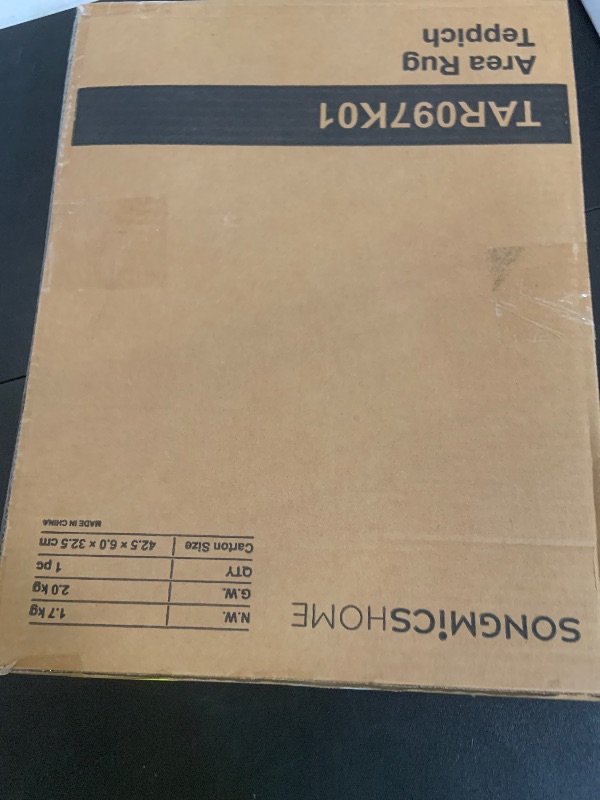 SONGMICSHOME
N.W. 1.7 kg
G.W. 2.0 kg
QTY 1 pc
Carton Size 42.5 × 6.0 × 32.5 cm
MADE IN CHINA
TAR097K01
Area Rug
Teppich